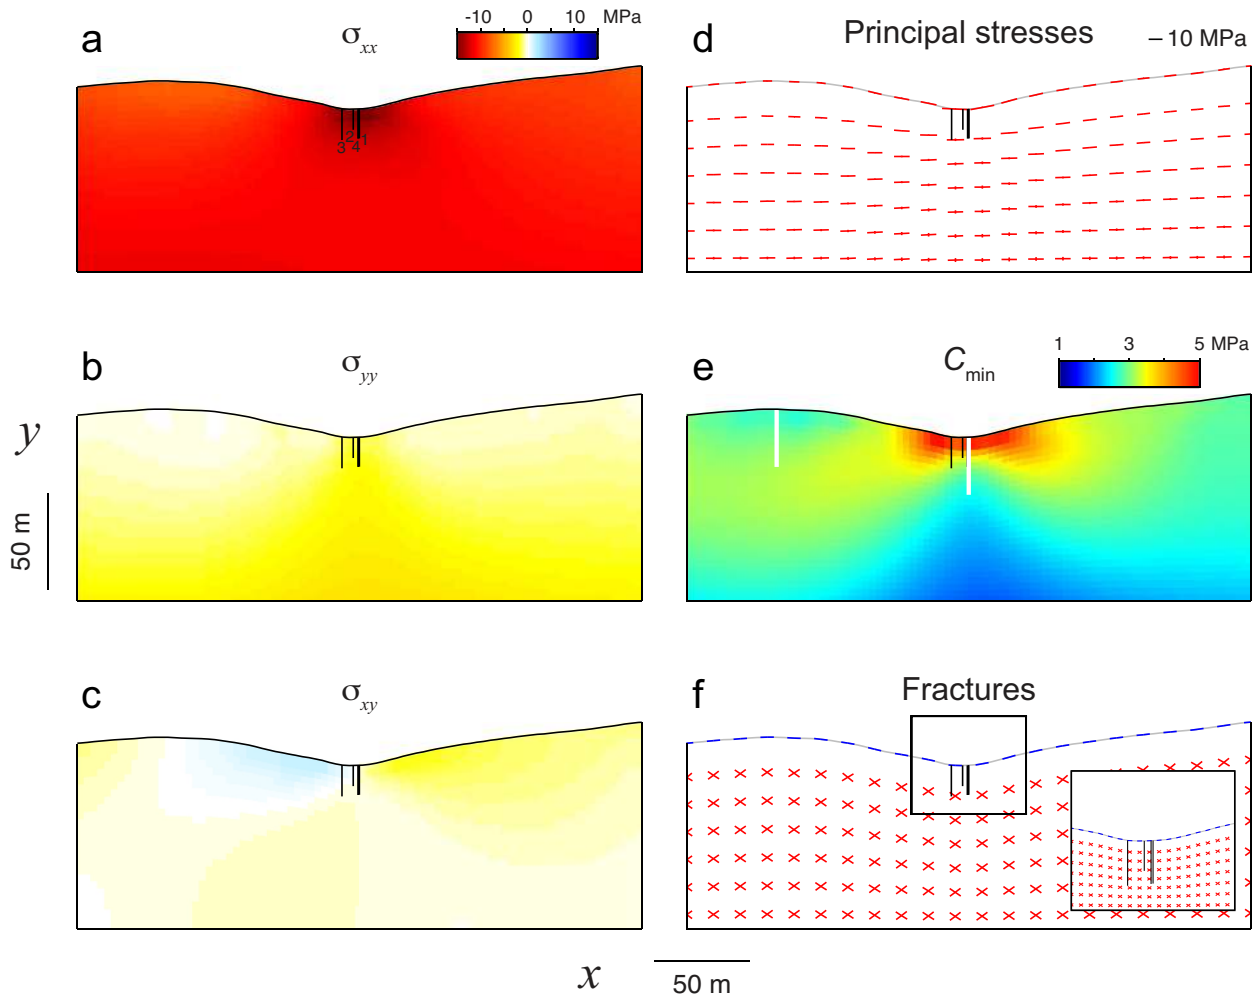 a
σxx
-10 0 10 MPa
3 2 4 1
d
Principal stresses
– 10 MPa
b
σyy
y
50 m
e
Cmin
1 3 5 MPa
c
σxy
f
Fractures
x
50 m